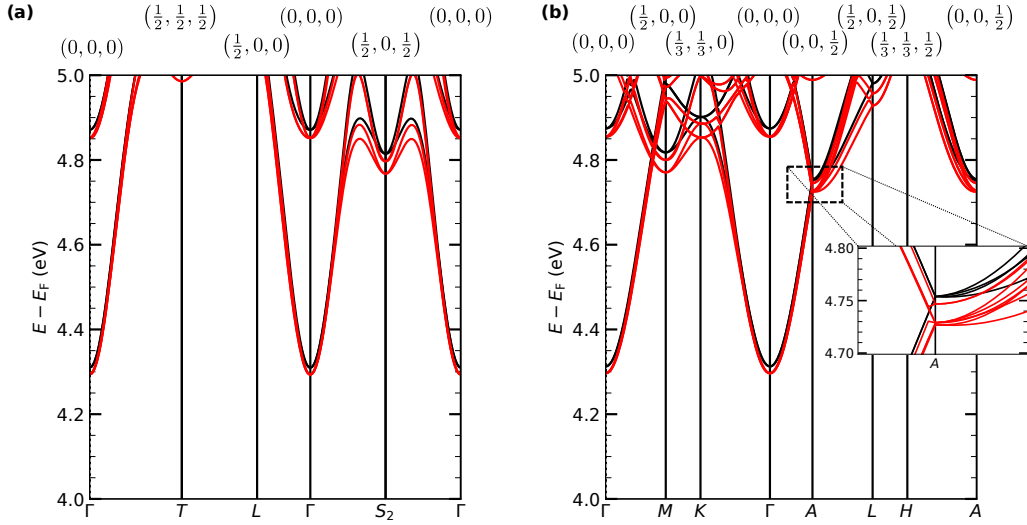 (a)
(0, 0, 0)
(1/2, 1/2, 1/2)
(1/2, 0, 0)
(0, 0, 0)
(1/2, 0, 1/2)
(0, 0, 0)
E − E_F (eV)
5.0
4.8
4.6
4.4
4.2
4.0
Γ T L Γ S₂ Γ
(b)
(0, 0, 0)
(1/2, 0, 0)
(1/3, 1/3, 0)
(0, 0, 0)
(0, 0, 1/2)
(1/2, 0, 1/2)
(1/3, 1/3, 1/2)
(0, 0, 1/2)
E − E_F (eV)
5.0
4.8
4.6
4.4
4.2
4.0
Γ M K Γ A L H A
4.80
4.75
4.70
A